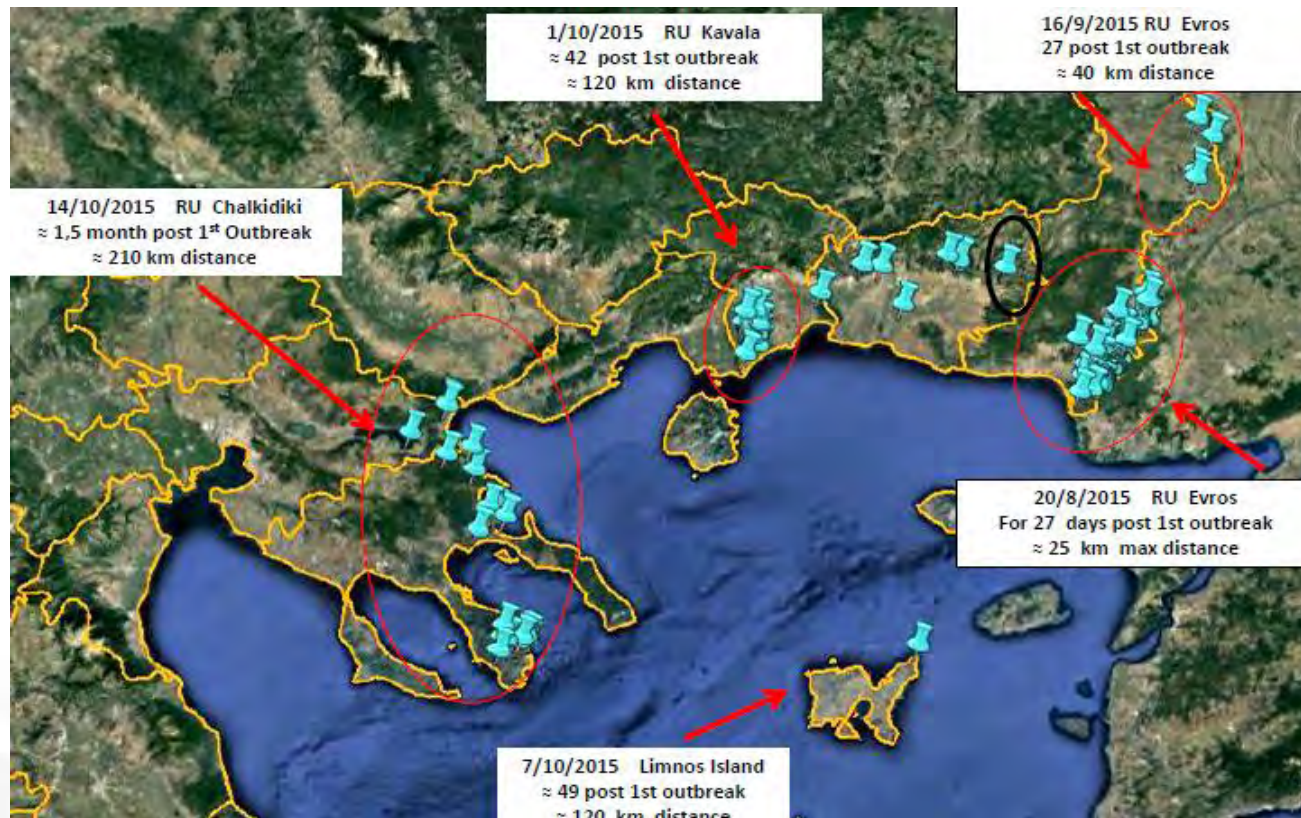 1/10/2015 RU Kavala
≈ 42 post 1st outbreak
≈ 120 km distance
16/9/2015 RU Evros
27 post 1st outbreak
≈ 40 km distance
14/10/2015 RU Chalkidiki
≈ 1,5 month post 1st Outbreak
≈ 210 km distance
20/8/2015 RU Evros
For 27 days post 1st outbreak
≈ 25 km max distance
7/10/2015 Limnos Island
≈ 49 post 1st outbreak
≈ 120 km distance